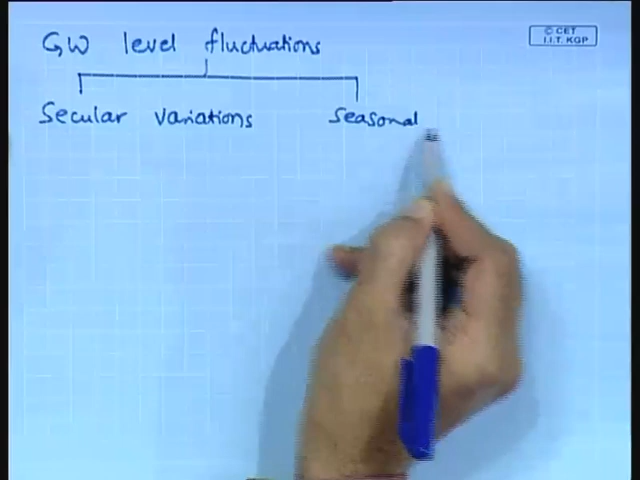 GW level fluctuations
© CET
I.I.T. KGP
Secular variations
Seasonal